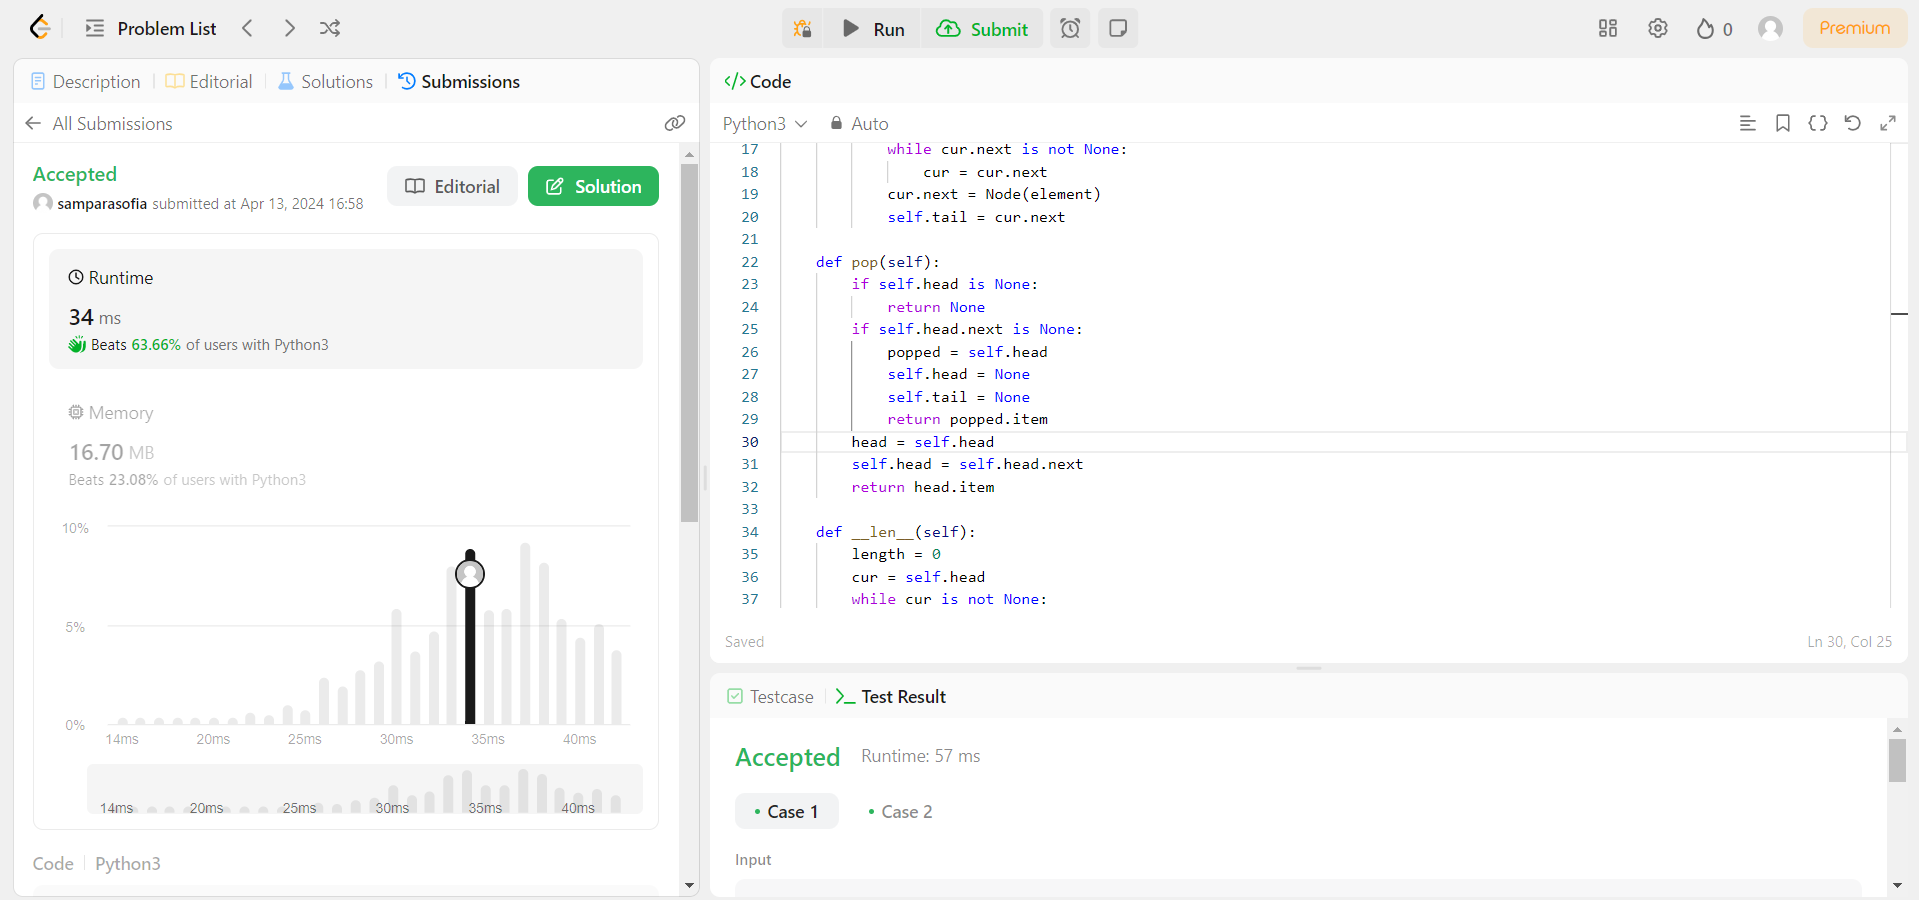 Problem List
Run
Submit
0
Premium
Description
Editorial
Solutions
Submissions
All Submissions
Accepted
samparasofia submitted at Apr 13, 2024 16:58
Editorial
Solution
Runtime
34 ms
Beats 63.66% of users with Python3
Memory
16.70 MB
Beats 23.08% of users with Python3
10%
5%
0%
14ms 20ms 25ms 30ms 35ms 40ms
14ms 20ms 25ms 30ms 35ms 40ms
Code Python3
</> Code
Python3 Auto
17 while cur.next is not None:
18 cur = cur.next
19 cur.next = Node(element)
20 self.tail = cur.next
21
22 def pop(self):
23 if self.head is None:
24 return None
25 if self.head.next is None:
26 popped = self.head
27 self.head = None
28 self.tail = None
29 return popped.item
30 head = self.head
31 self.head = self.head.next
32 return head.item
33
34 def __len__(self):
35 length = 0
36 cur = self.head
37 while cur is not None:
Saved
Ln 30, Col 25
Testcase
Test Result
Accepted Runtime: 57 ms
• Case 1
• Case 2
Input